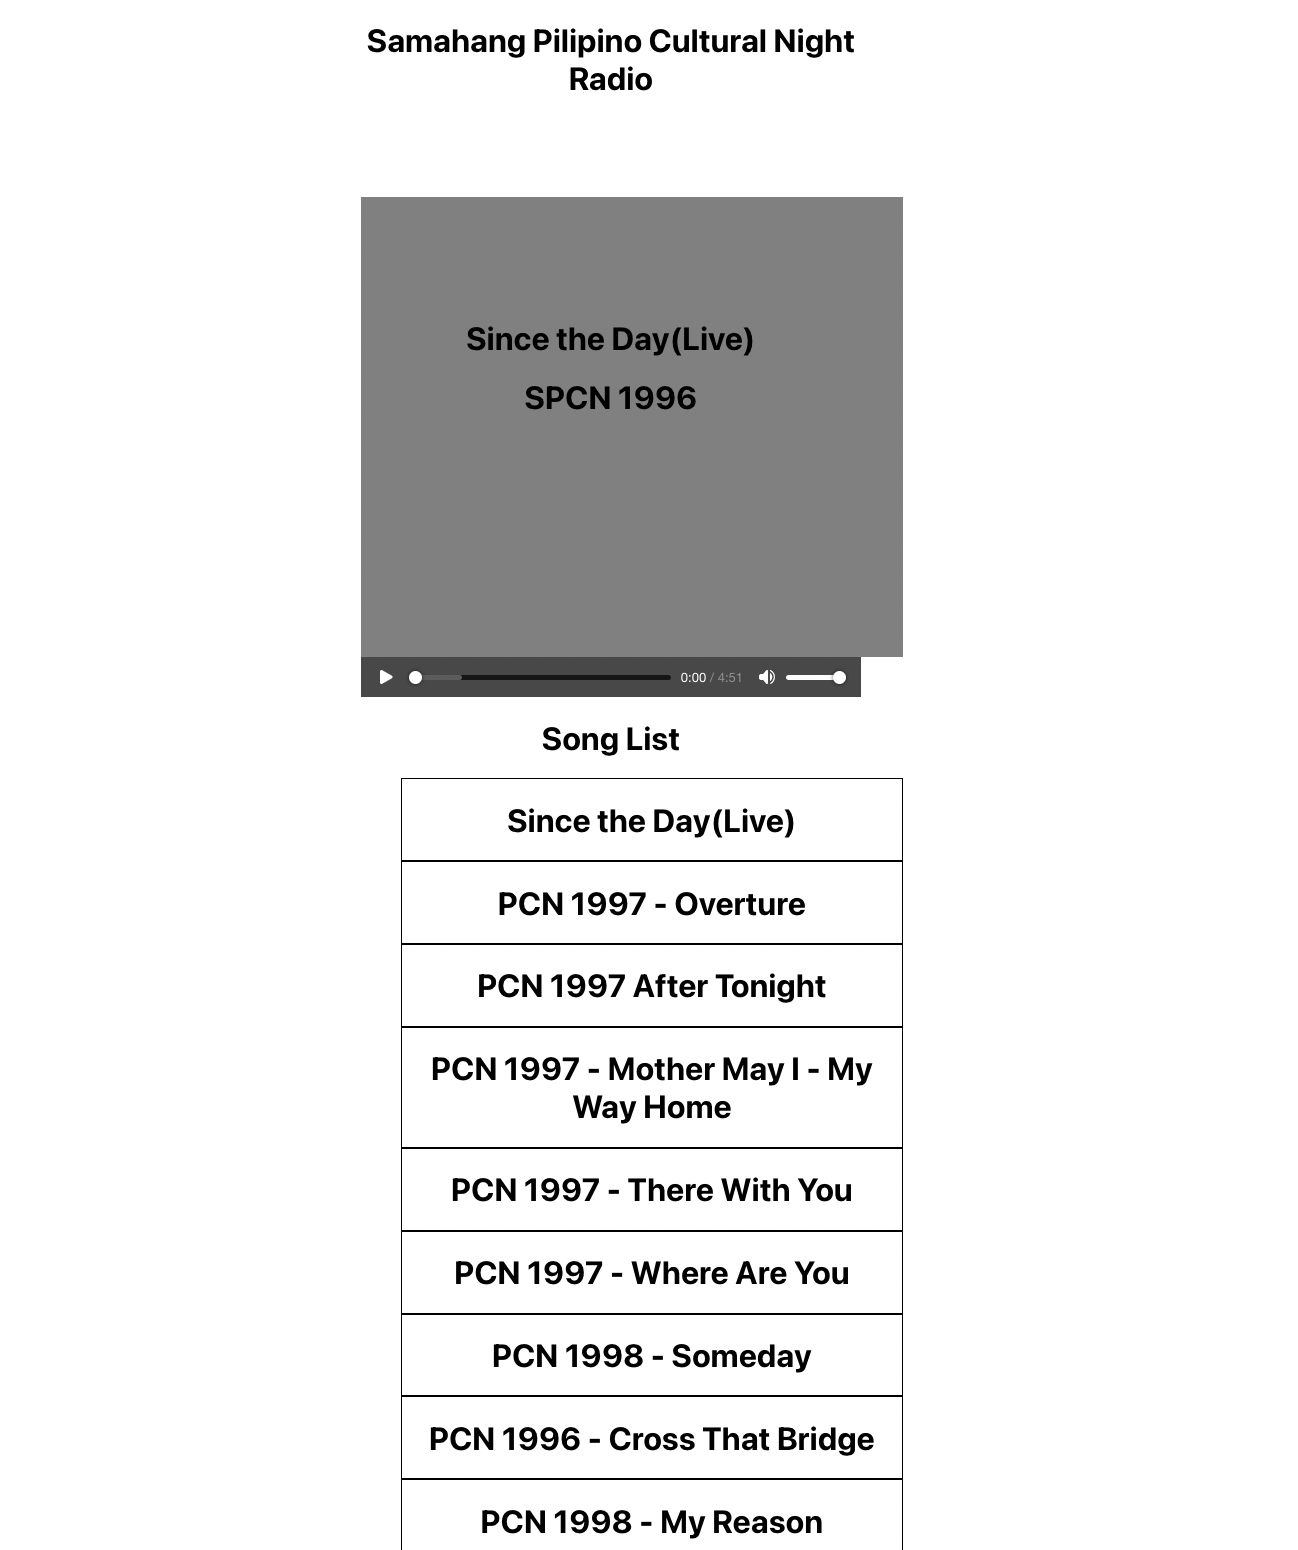 Samahang Pilipino Cultural Night
Radio
Since the Day(Live)
SPCN 1996
0:00 / 4:51
Song List
Since the Day(Live)
PCN 1997 - Overture
PCN 1997 After Tonight
PCN 1997 - Mother May I - My
Way Home
PCN 1997 - There With You
PCN 1997 - Where Are You
PCN 1998 - Someday
PCN 1996 - Cross That Bridge
PCN 1998 - My Reason